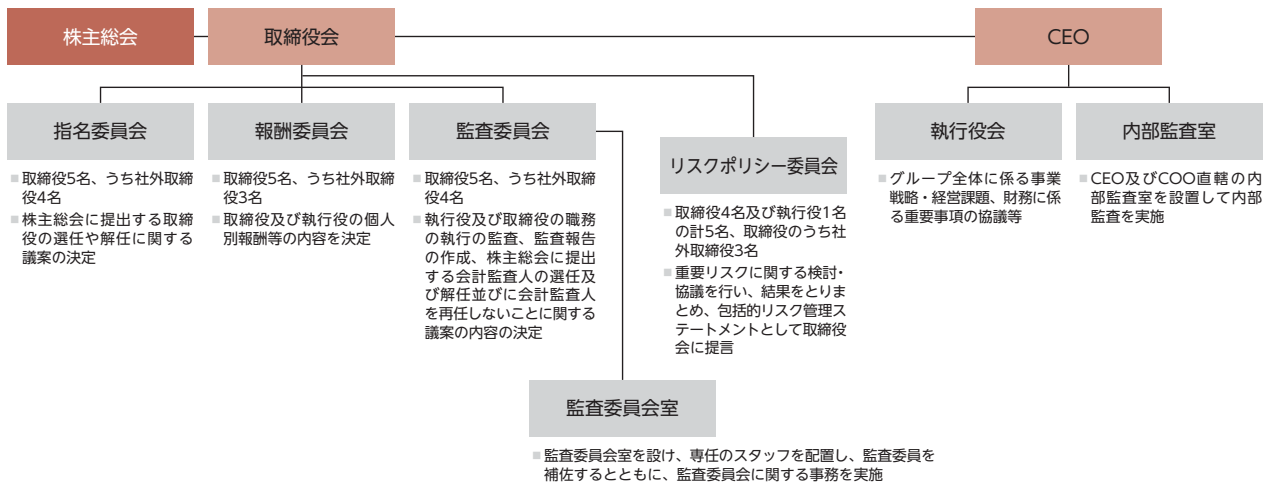 株主総会
取締役会
CEO
指名委員会
■取締役5名、うち社外取締
役4名
■株主総会に提出する取締
役の選任や解任に関する
議案の決定
報酬委員会
■取締役5名、うち社外取締
役3名
■取締役及び執行役の個人
別報酬等の内容を決定
監査委員会
■取締役5名、うち社外取締
役4名
■執行役及び取締役の職務
の執行の監査、監査報告
の作成、株主総会に提出
する会計監査人の選任及
び解任並びに会計監査人
を再任しないことに関する
議案の内容の決定
リスクポリシー委員会
■取締役4名及び執行役1名
の計5名、取締役のうち社
外取締役3名
■重要リスクに関する検討・
協議を行い、結果をとりま
とめ、包括的リスク管理ス
テートメントとして取締役
会に提言
執行役会
■グループ全体に係る事業
戦略・経営課題、財務に係
る重要事項の協議等
内部監査室
■CEO及びCOO直轄の内
部監査室を設置して内部
監査を実施
監査委員会室
■監査委員会室を設け、専任のスタッフを配置し、監査委員を
補佐するとともに、監査委員会に関する事務を実施